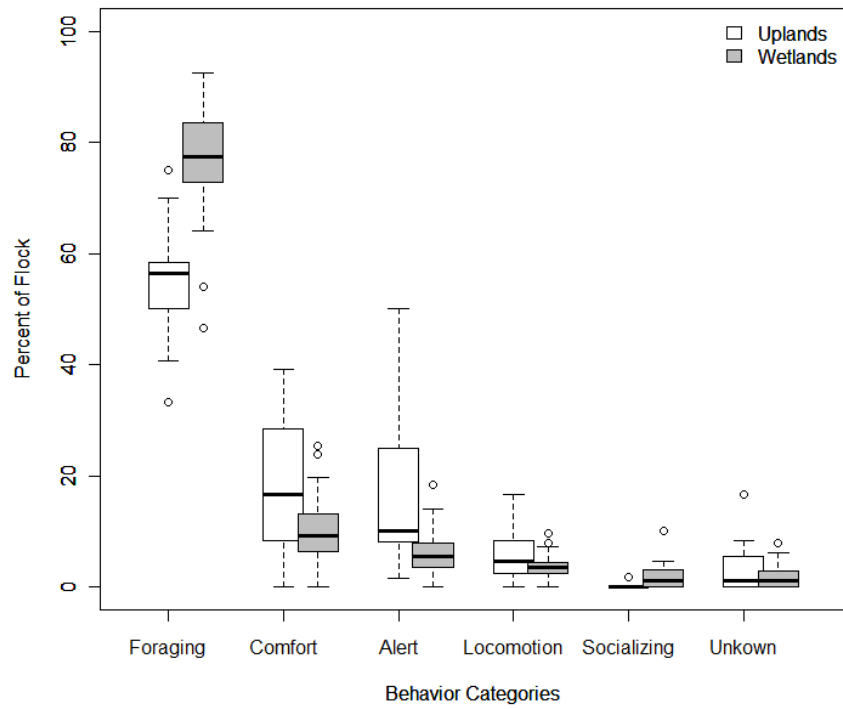 Uplands
Wetlands
100
80
60
40
20
0
Percent of Flock
Foraging Comfort Alert Locomotion Socializing Unkown
Behavior Categories